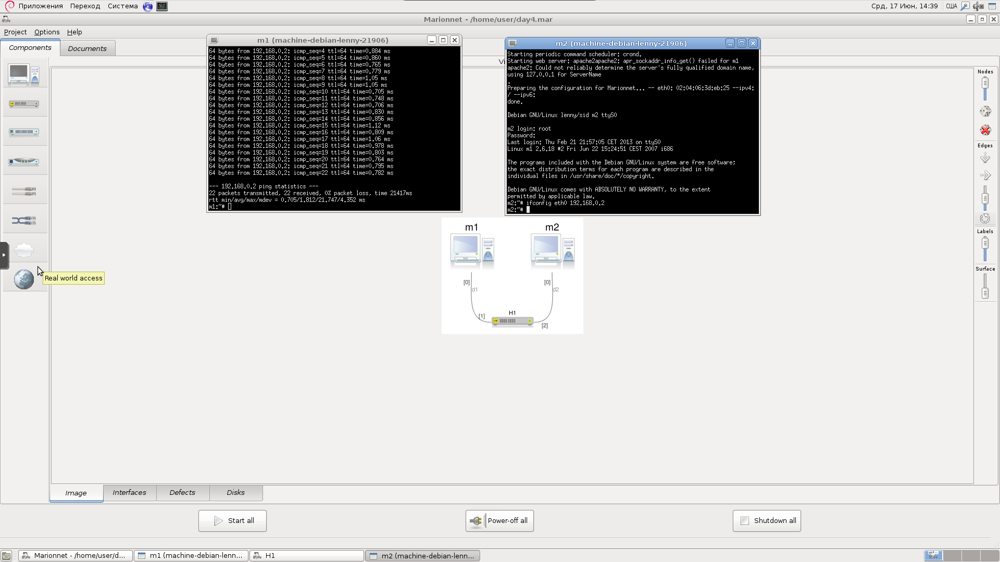 Приложения Переход Система
Срд, 17 Июн, 14:39 США
Marionnet - /home/user/day4.mar
Project Options Help
Components Documents
m1 (machine-debian-lenny-21906)
64 bytes from 192.168.0.2: icmp_seq=4 ttl=64 time=0.884 ms
64 bytes from 192.168.0.2: icmp_seq=5 ttl=64 time=0.860 ms
64 bytes from 192.168.0.2: icmp_seq=6 ttl=64 time=0.765 ms
64 bytes from 192.168.0.2: icmp_seq=7 ttl=64 time=0.779 ms
64 bytes from 192.168.0.2: icmp_seq=8 ttl=64 time=1.05 ms
64 bytes from 192.168.0.2: icmp_seq=9 ttl=64 time=1.05 ms
64 bytes from 192.168.0.2: icmp_seq=10 ttl=64 time=0.705 ms
64 bytes from 192.168.0.2: icmp_seq=11 ttl=64 time=0.748 ms
64 bytes from 192.168.0.2: icmp_seq=12 ttl=64 time=0.706 ms
64 bytes from 192.168.0.2: icmp_seq=13 ttl=64 time=0.830 ms
64 bytes from 192.168.0.2: icmp_seq=14 ttl=64 time=0.856 ms
64 bytes from 192.168.0.2: icmp_seq=15 ttl=64 time=1.12 ms
64 bytes from 192.168.0.2: icmp_seq=16 ttl=64 time=0.809 ms
64 bytes from 192.168.0.2: icmp_seq=17 ttl=64 time=1.06 ms
64 bytes from 192.168.0.2: icmp_seq=18 ttl=64 time=0.978 ms
64 bytes from 192.168.0.2: icmp_seq=19 ttl=64 time=0.803 ms
64 bytes from 192.168.0.2: icmp_seq=20 ttl=64 time=0.764 ms
64 bytes from 192.168.0.2: icmp_seq=21 ttl=64 time=0.795 ms
64 bytes from 192.168.0.2: icmp_seq=22 ttl=64 time=0.782 ms
--- 192.168.0.2 ping statistics ---
22 packets transmitted, 22 received, 0% packet loss, time 21417ms
rtt min/avg/max/mdev = 0.705/1.812/21.747/4.352 ms
m1:~#
Vi
m2 (machine-debian-lenny-21906)
Starting periodic command scheduler: crond.
Starting web server: apache2apache2: apr_sockaddr_info_get() failed for m1
apache2: Could not reliably determine the server's fully qualified domain name,
using 127.0.0.1 for ServerName
.
Preparing the configuration for Marionnet... -- eth0: 02:04:06:3d:eb:25 --ipv4:
/ --ipv6:
done.
Debian GNU/Linux lenny/sid m2 ttyS0
m2 login: root
Password:
Last login: Thu Feb 21 21:57:05 CET 2013 on ttyS0
Linux m1 2.6.18 #2 Fri Jun 22 15:24:51 CEST 2007 i686
The programs included with the Debian GNU/Linux system are free software;
the exact distribution terms for each program are described in the
individual files in /usr/share/doc/*/copyright.
Debian GNU/Linux comes with ABSOLUTELY NO WARRANTY, to the extent
permitted by applicable law.
m2:~# ifconfig eth0 192.168.0.2
m2:~#
Real world access
m1 m2
[0] [0]
d1 d2
H1
[1]
[2]
Nodes
Edges
Labels
Surface
Image Interfaces Defects Disks
Start all Power-off all Shutdown all
Marionnet - /home/user/d... m1 (machine-debian-lenn... H1 m2 (machine-debian-lenn...